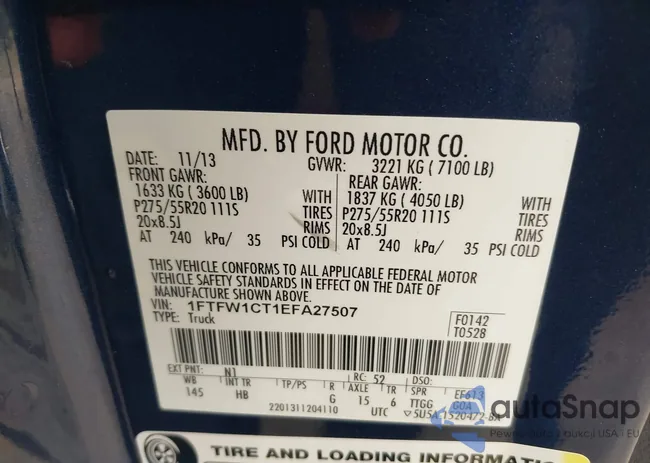 MFD. BY FORD MOTOR CO.
DATE: 11/13 GVWR: 3221 KG ( 7100 LB)
FRONT GAWR: REAR GAWR:
1633 KG ( 3600 LB) WITH 1837 KG ( 4050 LB) WITH
P275/55R20 111S TIRES P275/55R20 111S TIRES
20x8.5J RIMS 20x8.5J RIMS
AT 240 kPa/ 35 PSI COLD AT 240 kPa/ 35 PSI COLD
THIS VEHICLE CONFORMS TO ALL APPLICABLE FEDERAL MOTOR
VEHICLE SAFETY STANDARDS IN EFFECT ON THE DATE OF
MANUFACTURE SHOWN ABOVE.
VIN: 1FTFW1CT1EFA27507
TYPE: Truck
F0142
T0528
EXT PNT: N1 RC: 52 DSO:
WB INT TR TP/PS R AXLE TR SPR EF613
145 HB G 15 6 TTGG GOA
2201311204110 UTC
autoSnap
TIRE AND LOADING INFORMATION